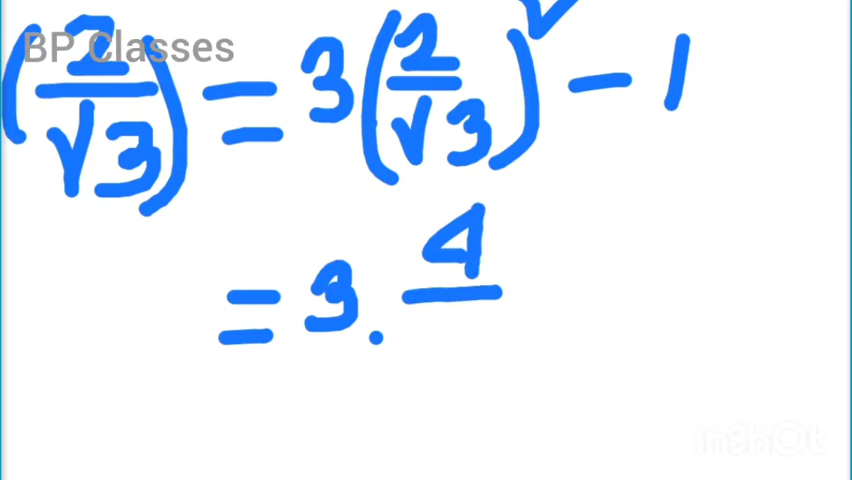 BP Classes
(2/√3) = 3(2/√3)² - 1
= 3. 4
InShOt